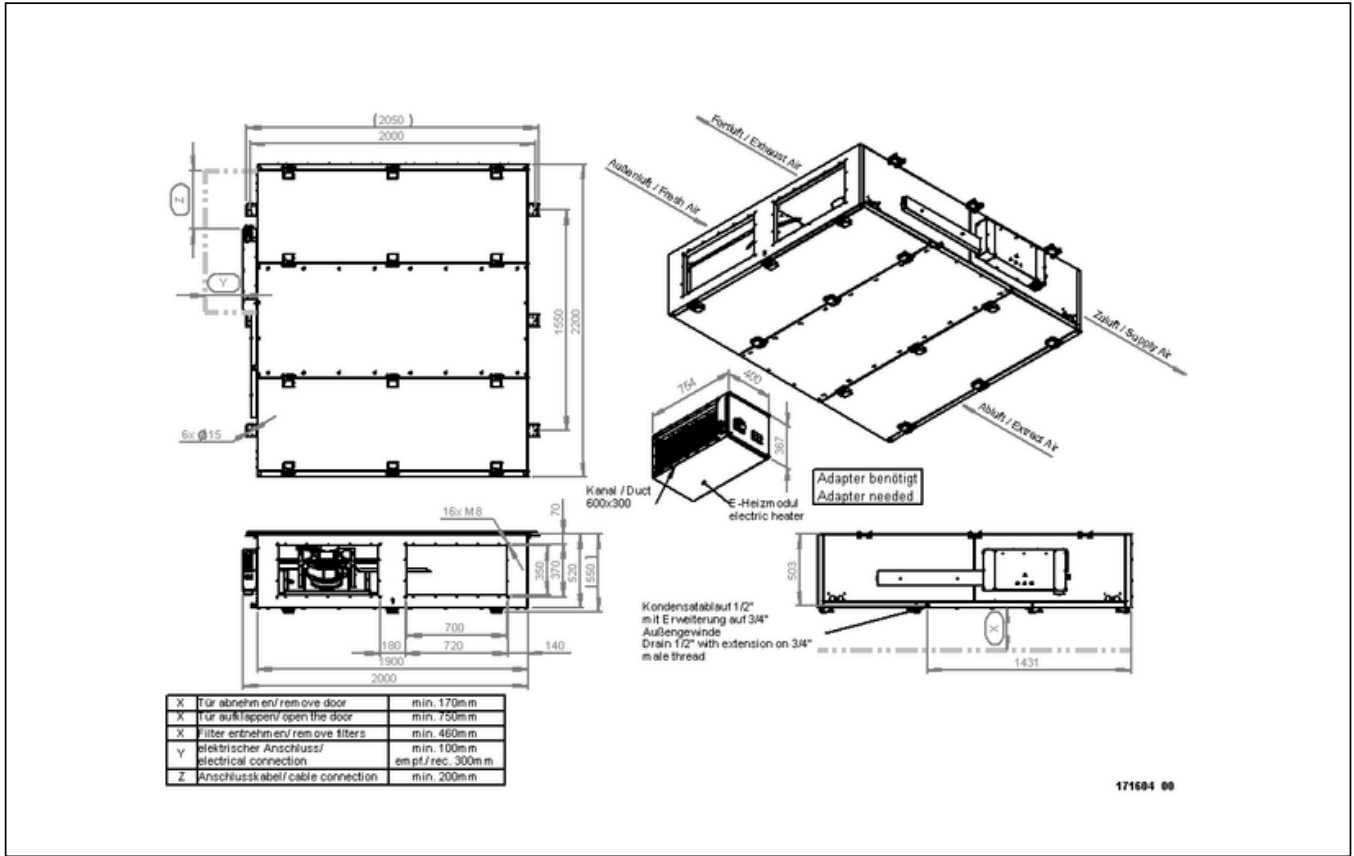 (2050 )
2000
Z
Y
1550
2200
6x Ø15
Fortluft / Exhaust Air
Außenluft / Fresh Air
Zuluft / Supply Air
Abluft / Extract Air
754
400
367
Kanal / Duct
600x300
E-Heizmodul
electric heater
Adapter benötigt
Adapter needed
16x M8
70
350
370
520
(550 )
700
180
720
140
1900
2000
503
X
1431
Kondensatablauf 1/2"
mit Erweiterung auf 3/4"
Außengewinde
Drain 1/2" with extension on 3/4"
male thread
X Tür abnehmen/ remove door min. 170mm
X Tür aufklappen/ open the door min. 750mm
X Filter entnehmen/ remove filters min. 460mm
Y elektrischer Anschluss/ electrical connection min. 100mm empf./ rec. 300mm
Z Anschlusskabel/ cable connection min. 200mm
171604 00